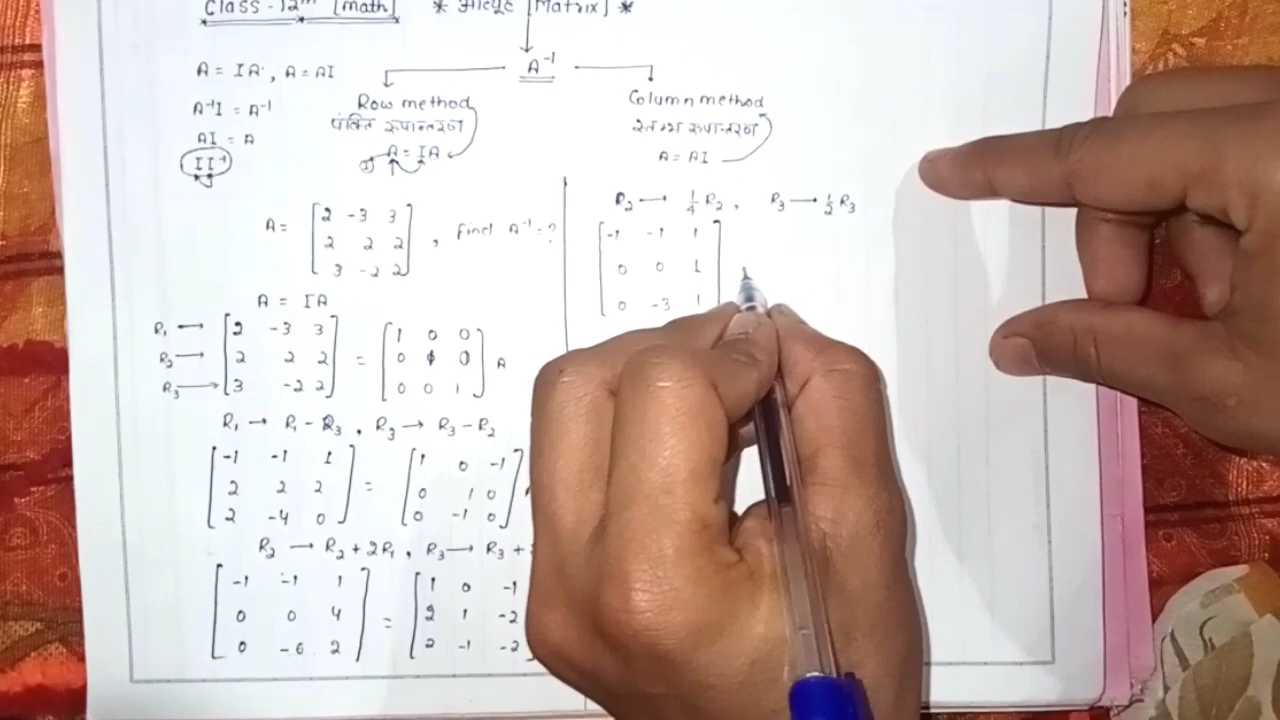 Class - 12th [math] * आव्यूह [Matrix] *
A⁻¹
A = IA , A = AI
A⁻¹I = A⁻¹
AI = A
II⁻¹
Row method
पंक्ति रूपान्तरण
A = IA
Column method
स्तम्भ रूपान्तरण
A = AI
A = [2 -3 3
2 2 2
3 -2 2] , Find A⁻¹ = ?
A = IA
R₁ → [2 -3 3] = [1 0 0]
R₂ → [2 2 2] = [0 1 0] A
R₃ → [3 -2 2] [0 0 1]
R₁ → R₁ - R₃ , R₃ → R₃ - R₂
[-1 -1 1] [1 0 -1]
[2 2 2] = [0 1 0]
[2 -4 0] [0 -1 0]
R₂ → R₂ + 2R₁ , R₃ → R₃ +
[-1 -1 1] [1 0 -1]
[0 0 4] = [2 1 -2]
[0 -6 2] [2 -1 -2]
R₂ → 1/4 R₂ , R₃ → 1/2 R₃
[-1 -1 1]
[0 0 1]
[0 -3 1]